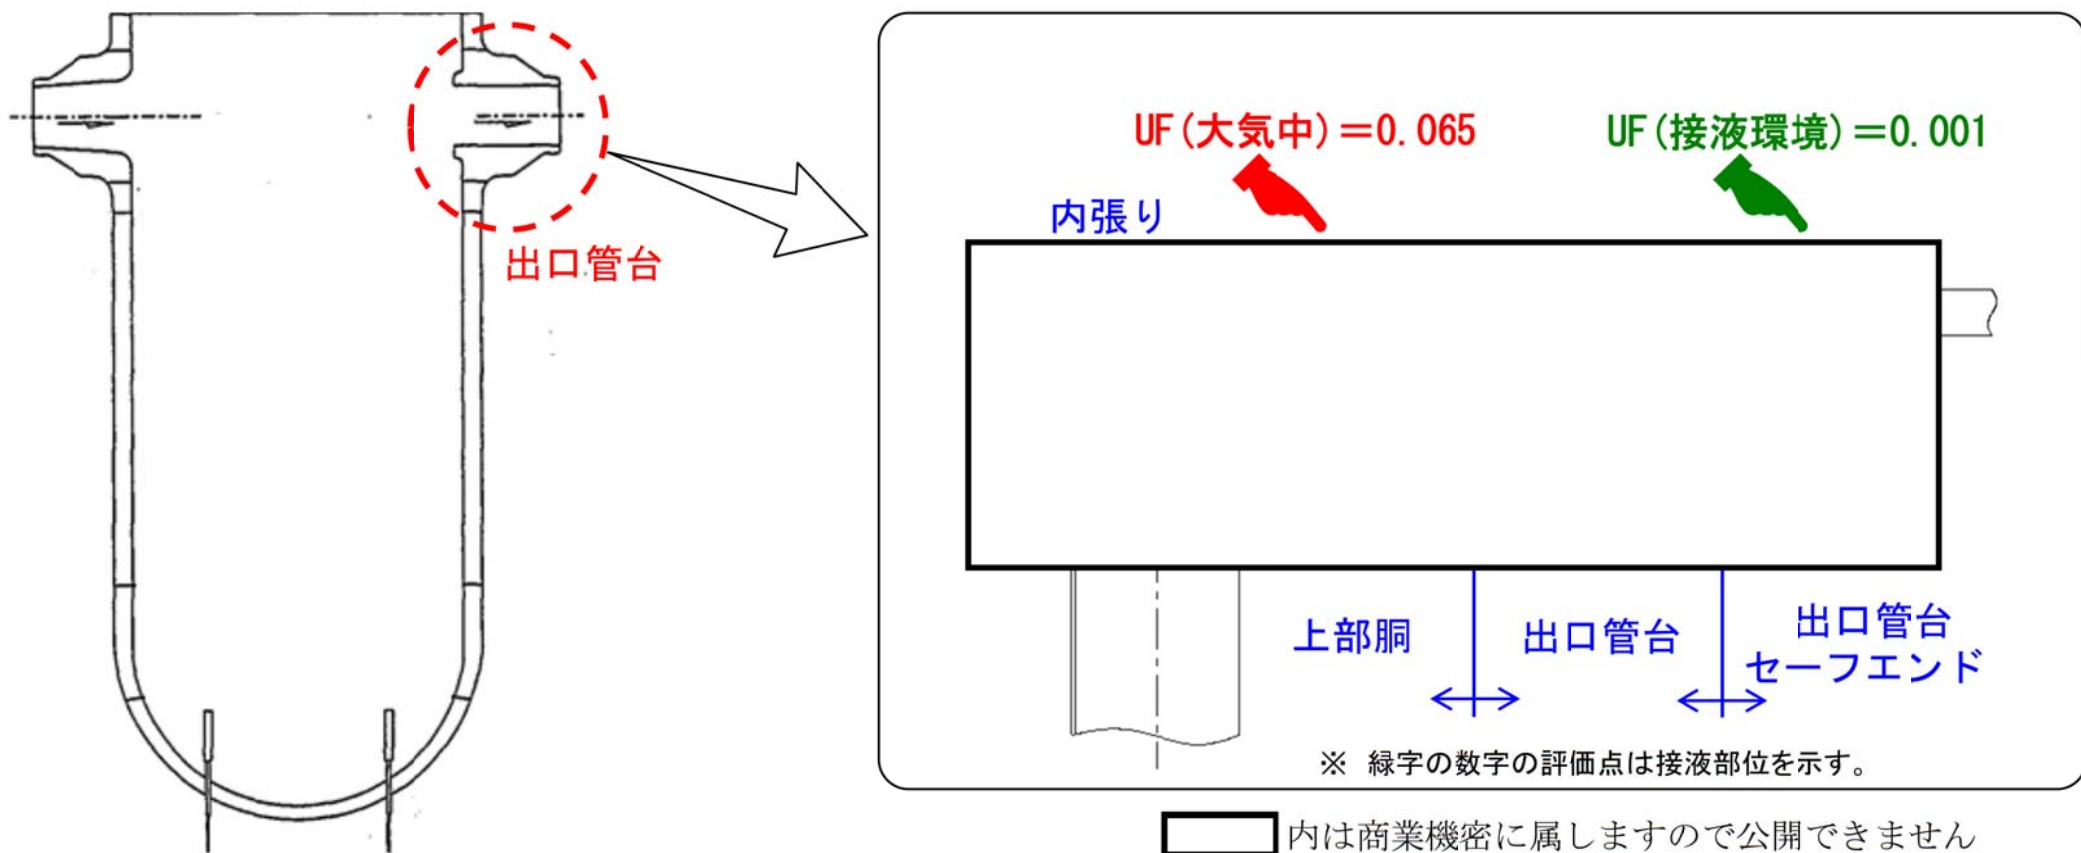 出口管台
UF(大気中)=0.065
UF(接液環境)=0.001
内張り
上部胴
出口管台
出口管台
セーフエンド
※ 緑字の数字の評価点は接液部位を示す。
内は商業機密に属しますので公開できません